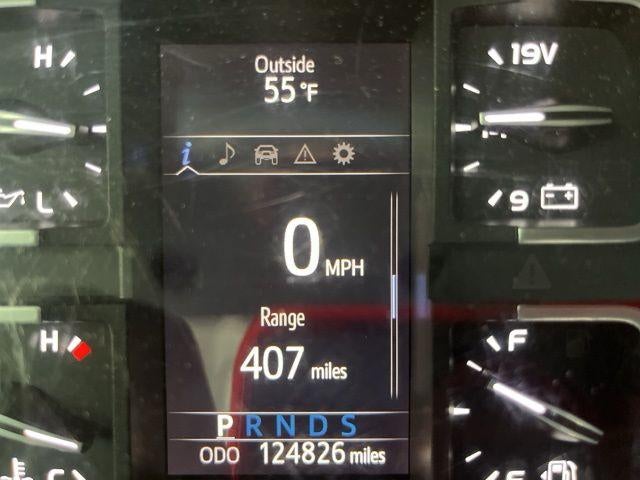 H
L
Outside
55°F
19V
9
0 MPH
Range
407 miles
H
F
P R N D S
ODO 124826 miles